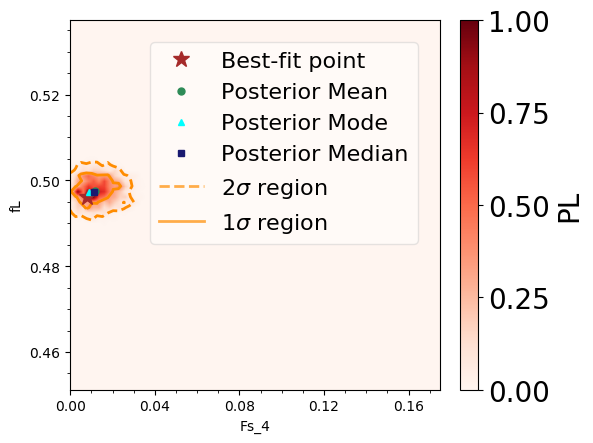 Best-fit point
Posterior Mean
Posterior Mode
Posterior Median
2σ region
1σ region
0.52
0.50
0.48
0.46
fL
0.00
0.04
0.08
0.12
0.16
Fs_4
1.00
0.75
0.50
0.25
0.00
PL